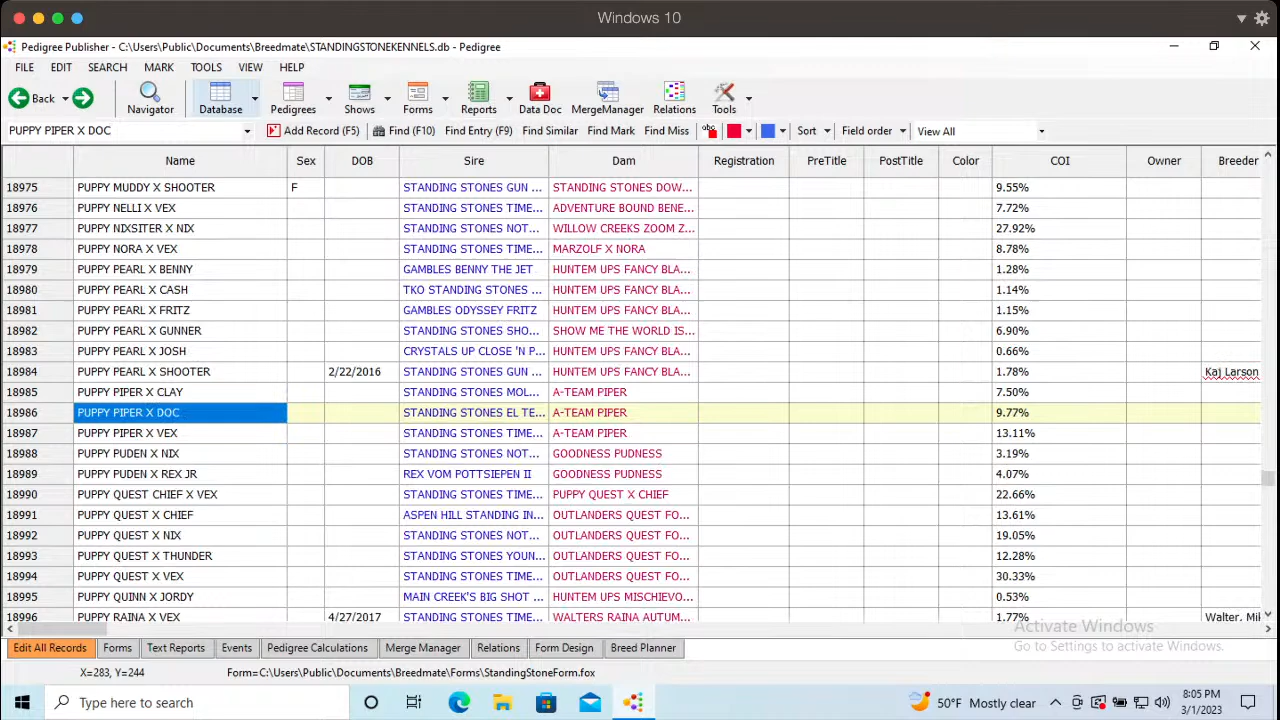 Windows 10
Pedigree Publisher - C:\Users\Public\Documents\Breedmate\STANDINGSTONEKENNELS.db - Pedigree
FILE EDIT SEARCH MARK TOOLS VIEW HELP
Back Navigator Database Pedigrees Shows Forms Reports Data Doc MergeManager Relations Tools
PUPPY PIPER X DOC Add Record (F5) Find (F10) Find Entry (F9) Find Similar Find Mark Find Miss abc Sort Field order View All
Name Sex DOB Sire Dam Registration PreTitle PostTitle Color COI Owner Breeder
18975 PUPPY MUDDY X SHOOTER F STANDING STONES GUN ... STANDING STONES DOW... 9.55%
18976 PUPPY NELLI X VEX STANDING STONES TIME... ADVENTURE BOUND BENE... 7.72%
18977 PUPPY NIXSITER X NIX STANDING STONES NOT... WILLOW CREEKS ZOOM Z... 27.92%
18978 PUPPY NORA X VEX STANDING STONES TIME... MARZOLF X NORA 8.78%
18979 PUPPY PEARL X BENNY GAMBLES BENNY THE JET HUNTEM UPS FANCY BLA... 1.28%
18980 PUPPY PEARL X CASH TKO STANDING STONES ... HUNTEM UPS FANCY BLA... 1.14%
18981 PUPPY PEARL X FRITZ GAMBLES ODYSSEY FRITZ HUNTEM UPS FANCY BLA... 1.15%
18982 PUPPY PEARL X GUNNER STANDING STONES SHO... SHOW ME THE WORLD IS... 6.90%
18983 PUPPY PEARL X JOSH CRYSTALS UP CLOSE 'N P... HUNTEM UPS FANCY BLA... 0.66%
18984 PUPPY PEARL X SHOOTER 2/22/2016 STANDING STONES GUN ... HUNTEM UPS FANCY BLA... 1.78% Kaj Larson
18985 PUPPY PIPER X CLAY STANDING STONES MOL... A-TEAM PIPER 7.50%
18986 PUPPY PIPER X DOC STANDING STONES EL TE... A-TEAM PIPER 9.77%
18987 PUPPY PIPER X VEX STANDING STONES TIME... A-TEAM PIPER 13.11%
18988 PUPPY PUDEN X NIX STANDING STONES NOT... GOODNESS PUDNESS 3.19%
18989 PUPPY PUDEN X REX JR REX VOM POTTSIEPEN II GOODNESS PUDNESS 4.07%
18990 PUPPY QUEST CHIEF X VEX STANDING STONES TIME... PUPPY QUEST X CHIEF 22.66%
18991 PUPPY QUEST X CHIEF ASPEN HILL STANDING IN... OUTLANDERS QUEST FO... 13.61%
18992 PUPPY QUEST X NIX STANDING STONES NOT... OUTLANDERS QUEST FO... 19.05%
18993 PUPPY QUEST X THUNDER STANDING STONES YOUN... OUTLANDERS QUEST FO... 12.28%
18994 PUPPY QUEST X VEX STANDING STONES TIME... OUTLANDERS QUEST FO... 30.33%
18995 PUPPY QUINN X JORDY MAIN CREEK'S BIG SHOT ... HUNTEM UPS MISCHIEVO... 0.53%
18996 PUPPY RAINA X VEX 4/27/2017 STANDING STONES TIME... WALTERS RAINA AUTUM... 1.77% Walter, Mil
Activate Windows
Go to Settings to activate Windows.
Edit All Records Forms Text Reports Events Pedigree Calculations Merge Manager Relations Form Design Breed Planner
X=283, Y=244 Form=C:\Users\Public\Documents\Breedmate\Forms\StandingStoneForm.fox
Type here to search 50°F Mostly clear 8:05 PM
3/1/2023